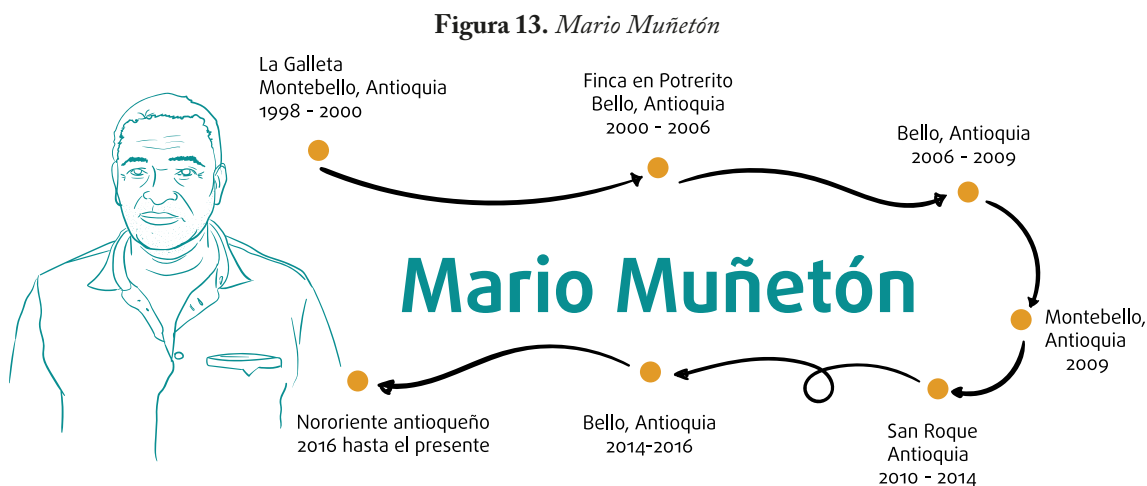 Figura 13. Mario Muñetón
La Galleta
Montebello, Antioquia
1998 - 2000
Finca en Potrerito
Bello, Antioquia
2000 - 2006
Bello, Antioquia
2006 - 2009
Mario Muñetón
Montebello,
Antioquia
2009
San Roque
Antioquia
2010 - 2014
Bello, Antioquia
2014-2016
Nororiente antioqueño
2016 hasta el presente